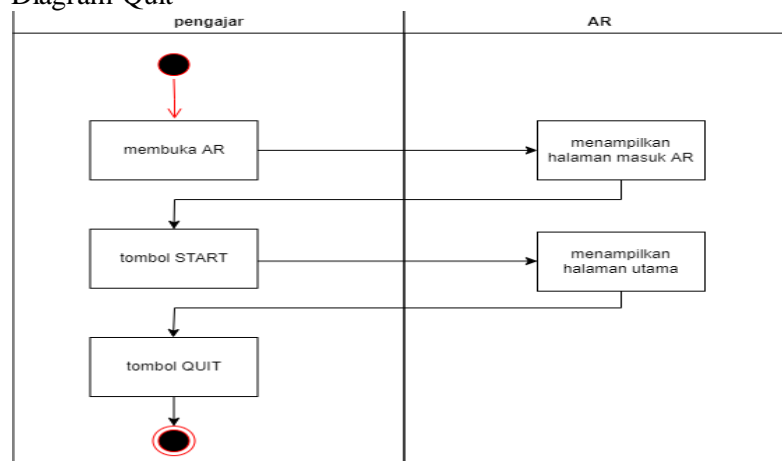 Diagram Quit
pengajar
AR
membuka AR
menampilkan
halaman masuk AR
tombol START
menampilkan
halaman utama
tombol QUIT